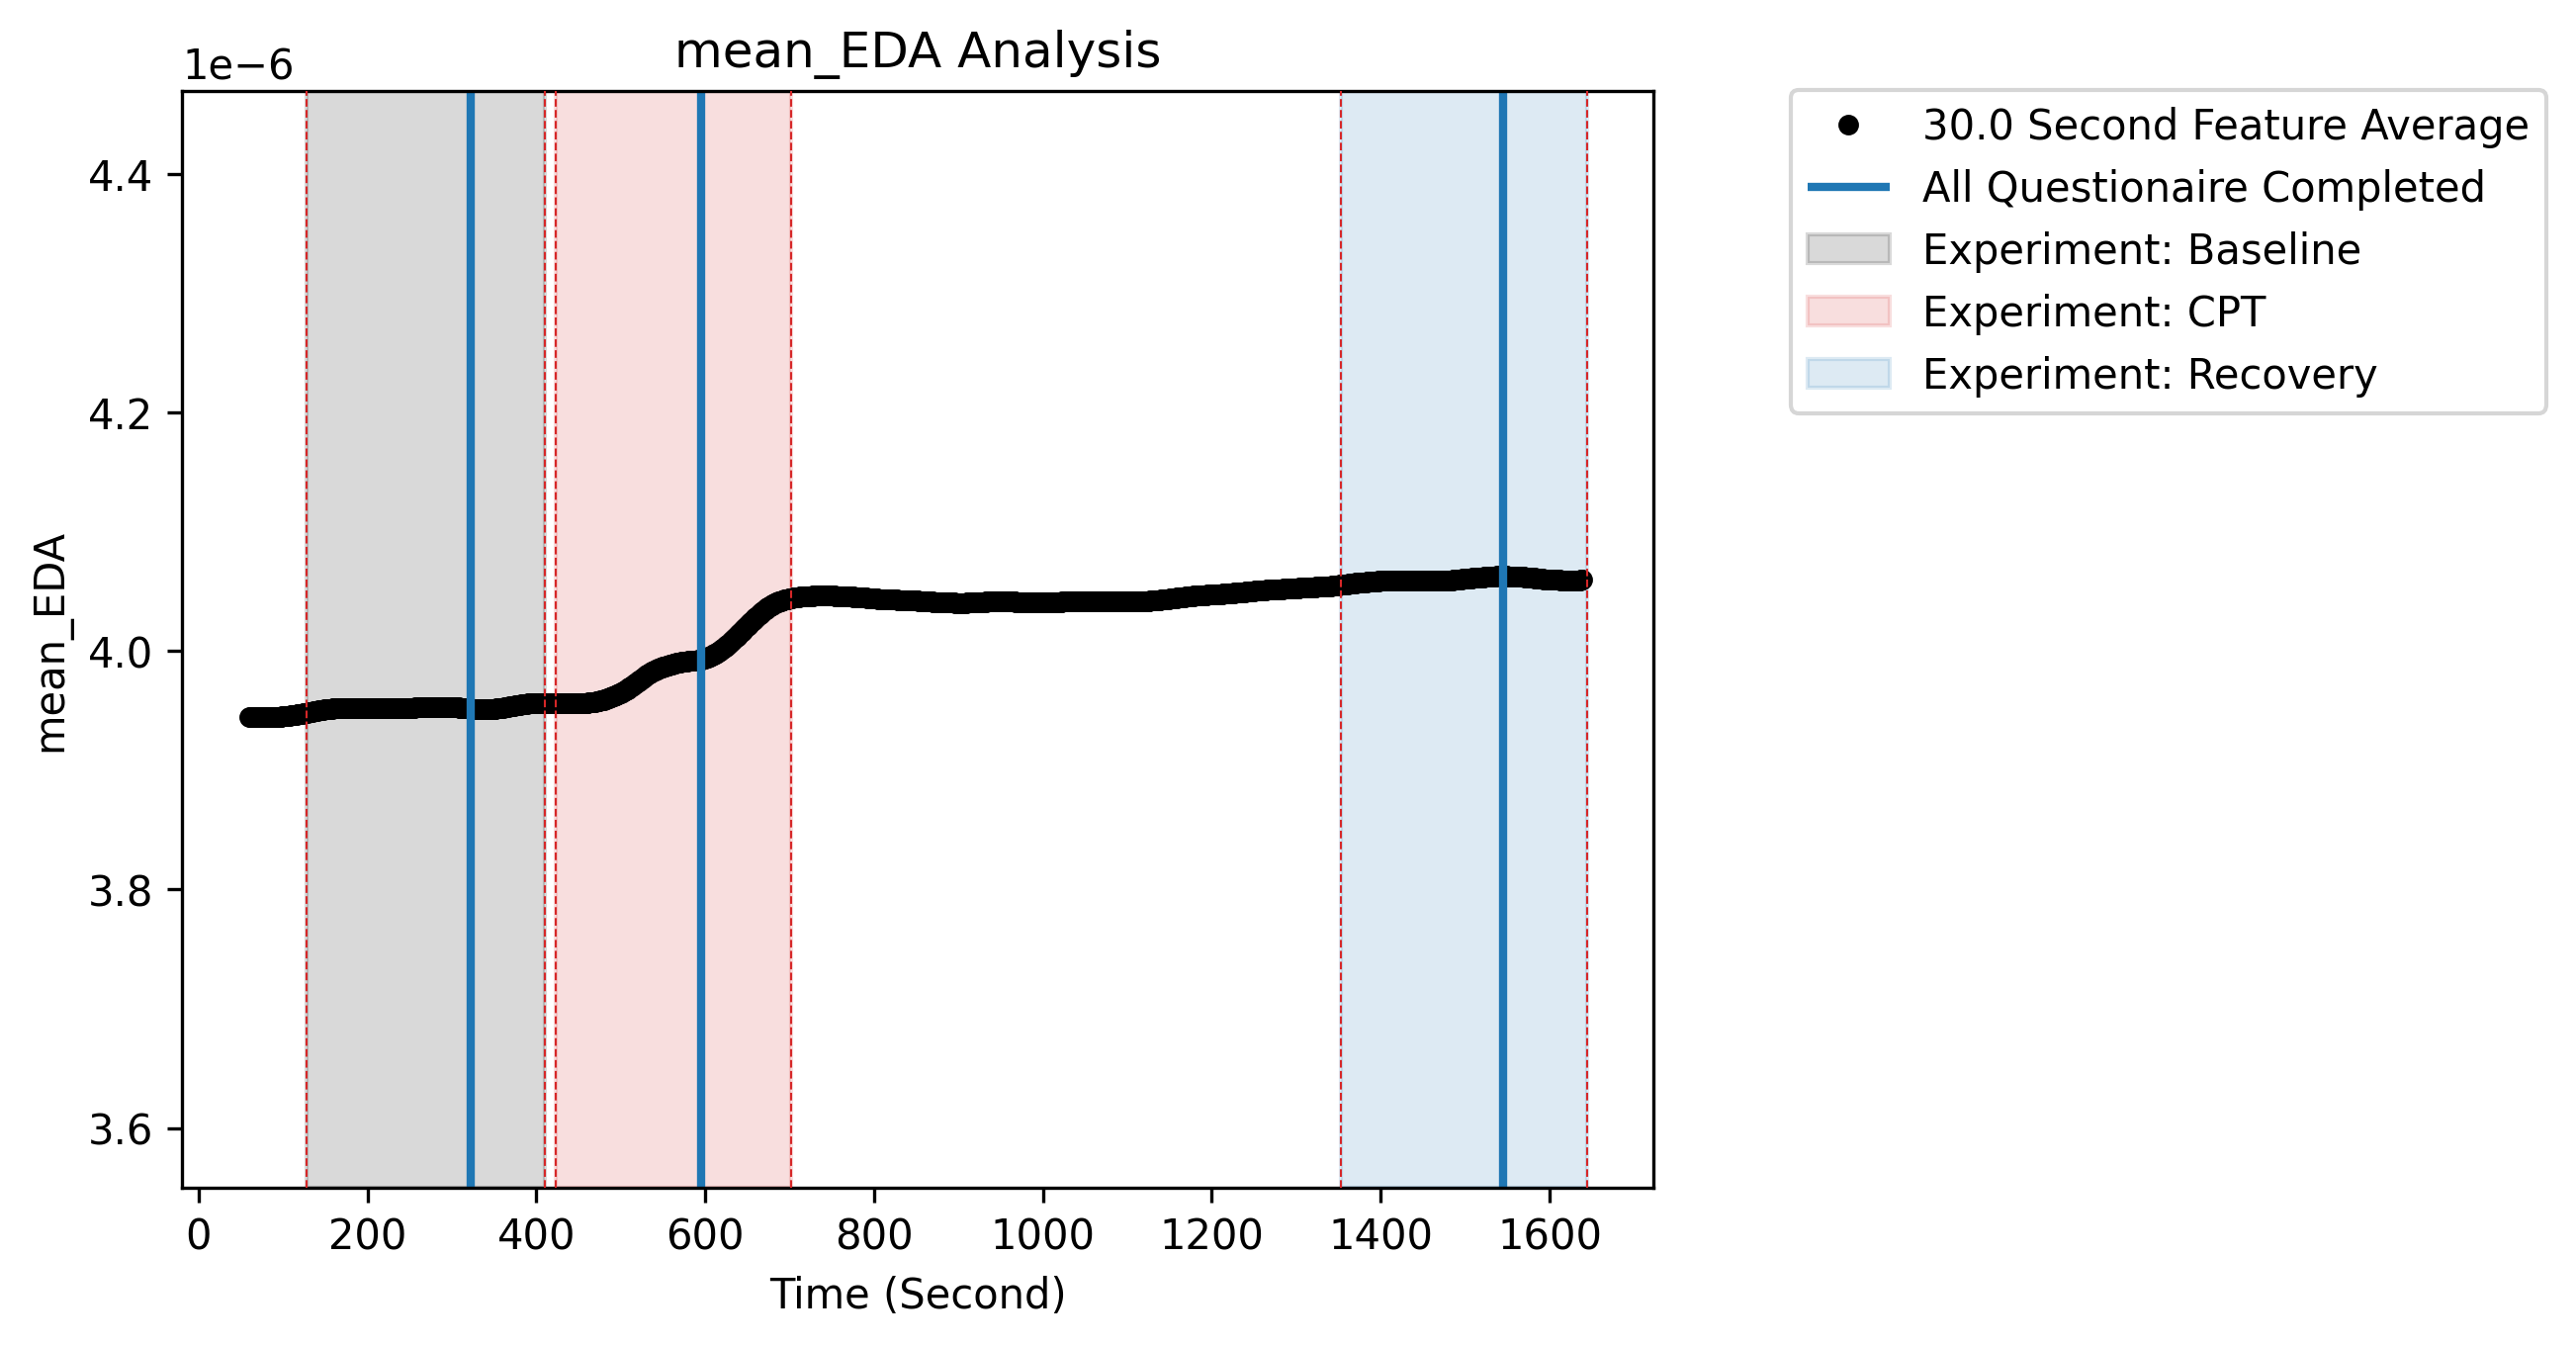 mean_EDA Analysis
1e−6
4.4
4.2
4.0
3.8
3.6
mean_EDA
0 200 400 600 800 1000 1200 1400 1600
Time (Second)
30.0 Second Feature Average
All Questionaire Completed
Experiment: Baseline
Experiment: CPT
Experiment: Recovery